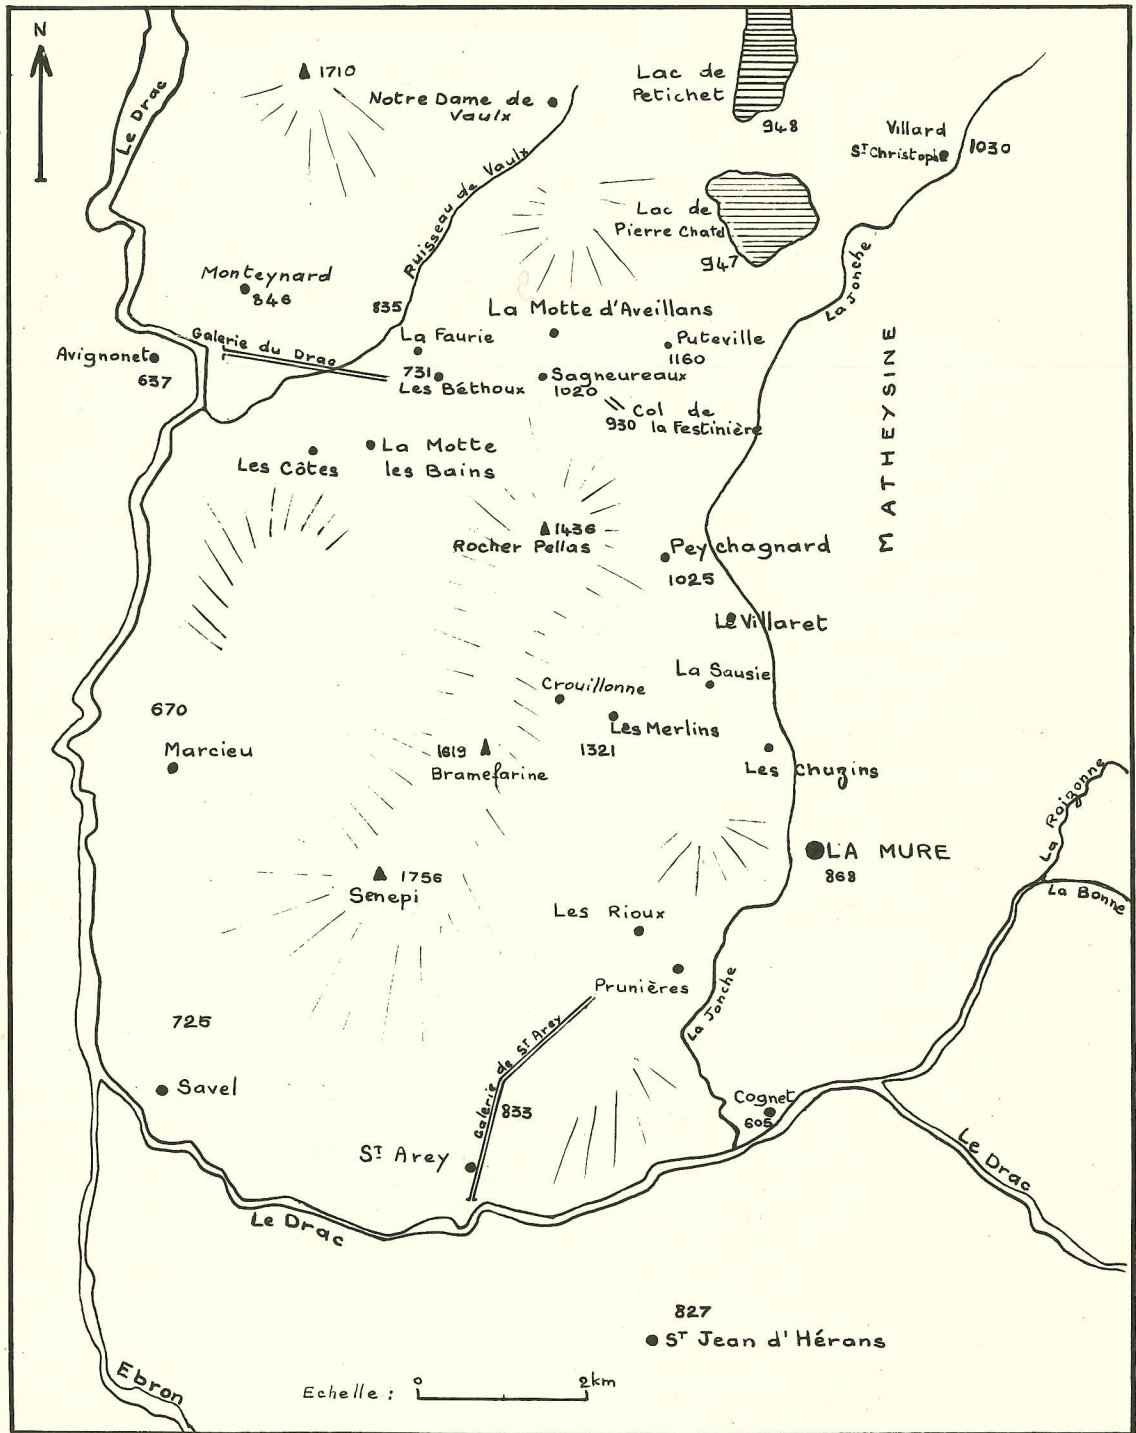 N
Le Drac
1710
Notre Dame de
Vaulx
Lac de
Petichet
948
Villard
ST Christophe
1030
Ruisseau de Vaulx
Lac de
Pierre Chatel
947
La Jonche
Monteynard
846
835
La Motte d'Aveillans
Galerie du Drac
La Faurie
Puteville
1160
Avignonet
637
731
Les Béthoux
Sagneureaux
1020
930
Col de
la Festinière
MATHEYSINE
Les Côtes
La Motte
les Bains
1436
Rocher Pellas
Peychagnard
1025
Le Villaret
La Sausie
Crouillonne
Les Merlins
1321
670
Marcieu
1619
Bramefarine
Les Chuzins
La Roizonne
LA MURE
868
La Bonne
1756
Senepi
Les Rioux
Prunières
La Jonche
725
Savel
Galerie de ST Arey
833
Cognet
605
ST Arey
Le Drac
Le Drac
827
ST Jean d'Hérans
Ebron
Echelle :
0
2km